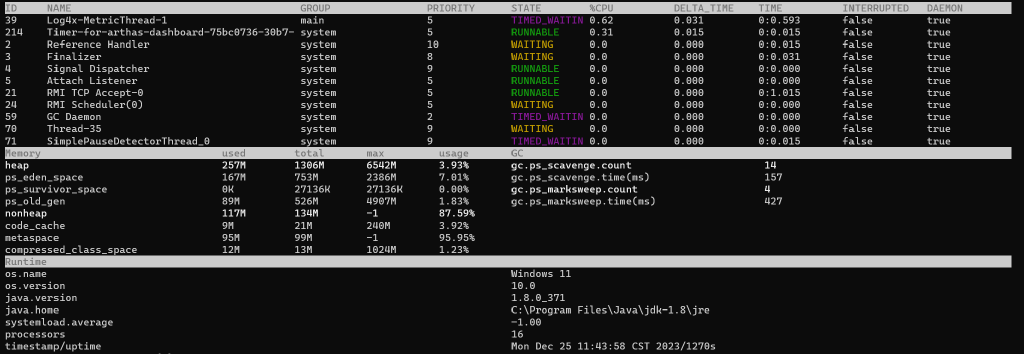 ID NAME GROUP PRIORITY STATE %CPU DELTA_TIME TIME INTERRUPTED DAEMON
39 Log4x-MetricThread-1 main 5 TIMED_WAITIN 0.62 0.031 0:0.593 false true
214 Timer-for-arthas-dashboard-75bc0736-30b7- system 5 RUNNABLE 0.31 0.015 0:0.015 false true
2 Reference Handler system 10 WAITING 0.0 0.000 0:0.015 false true
3 Finalizer system 8 WAITING 0.0 0.000 0:0.031 false true
4 Signal Dispatcher system 9 RUNNABLE 0.0 0.000 0:0.000 false true
5 Attach Listener system 5 RUNNABLE 0.0 0.000 0:0.000 false true
21 RMI TCP Accept-0 system 5 RUNNABLE 0.0 0.000 0:1.015 false true
24 RMI Scheduler(0) system 5 WAITING 0.0 0.000 0:0.000 false true
59 GC Daemon system 2 TIMED_WAITIN 0.0 0.000 0:0.000 false true
70 Thread-35 system 9 WAITING 0.0 0.000 0:0.015 false true
71 SimplePauseDetectorThread_0 system 9 TIMED_WAITIN 0.0 0.000 0:0.015 false true
Memory used total max usage GC
heap 257M 1306M 6542M 3.93% gc.ps_scavenge.count 14
ps_eden_space 167M 753M 2386M 7.01% gc.ps_scavenge.time(ms) 157
ps_survivor_space 0K 27136K 27136K 0.00% gc.ps_marksweep.count 4
ps_old_gen 89M 526M 4907M 1.83% gc.ps_marksweep.time(ms) 427
nonheap 117M 134M -1 87.59%
code_cache 9M 21M 240M 3.92%
metaspace 95M 99M -1 95.95%
compressed_class_space 12M 13M 1024M 1.23%
Runtime
os.name Windows 11
os.version 10.0
java.version 1.8.0_371
java.home C:\Program Files\Java\jdk-1.8\jre
systemload.average -1.00
processors 16
timestamp/uptime Mon Dec 25 11:43:58 CST 2023/1270s